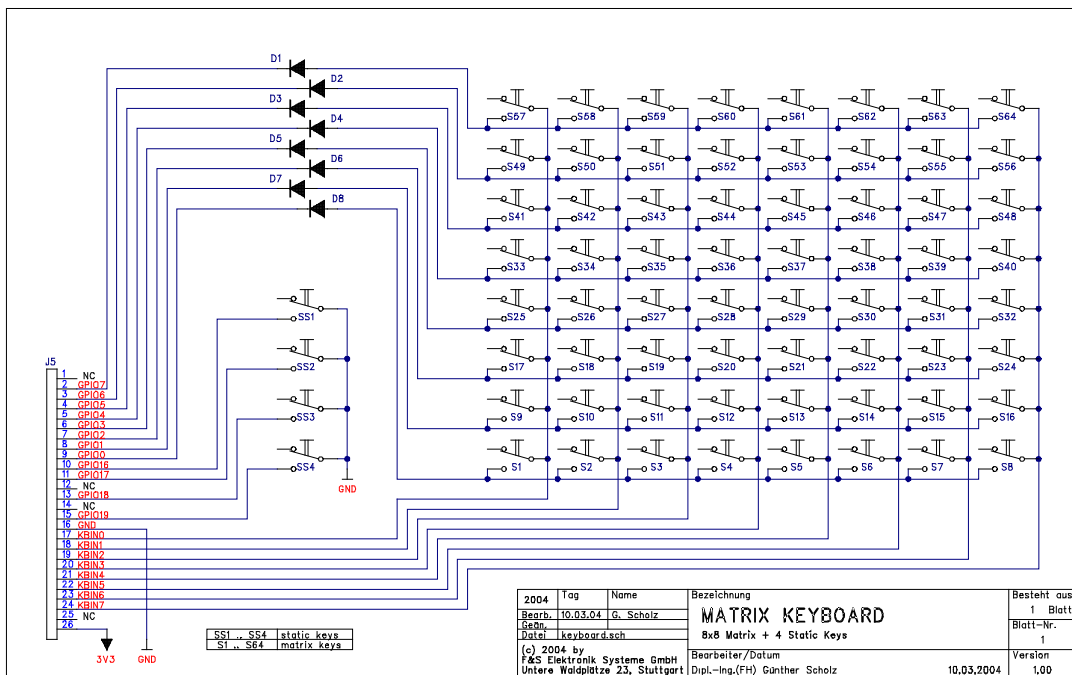 D1
D2
D3
D4
D5
D6
D7
D8
S57 S58 S59 S60 S61 S62 S63 S64
S49 S50 S51 S52 S53 S54 S55 S56
S41 S42 S43 S44 S45 S46 S47 S48
S33 S34 S35 S36 S37 S38 S39 S40
S25 S26 S27 S28 S29 S30 S31 S32
S17 S18 S19 S20 S21 S22 S23 S24
S9 S10 S11 S12 S13 S14 S15 S16
S1 S2 S3 S4 S5 S6 S7 S8
SS1
SS2
SS3
SS4
GND
J5
1 NC
2 GPIO7
3 GPIO6
4 GPIO5
5 GPIO4
6 GPIO3
7 GPIO2
8 GPIO1
9 GPIO0
10 GPIO16
11 GPIO17
12 NC
13 GPIO18
14 NC
15 GPIO19
16 GND
17 KBIN0
18 KBIN1
19 KBIN2
20 KBIN3
21 KBIN4
22 KBIN5
23 KBIN6
24 KBIN7
25 NC
26
3V3
GND
SS1 .. SS4 static keys
S1 .. S64 matrix keys
2004 Tag Name
Bearb. 10.03.04 G. Scholz
Geän.
Datei keyboard.sch
(c) 2004 by
F&S Elektronik Systeme GmbH
Untere Waldplätze 23, Stuttgart
Bezeichnung
MATRIX KEYBOARD
8x8 Matrix + 4 Static Keys
Bearbeiter/Datum
Dipl.-Ing.(FH) Günther Scholz 10.03.2004
Besteht aus
1 Blatt
Blatt-Nr.
1
Version
1.00